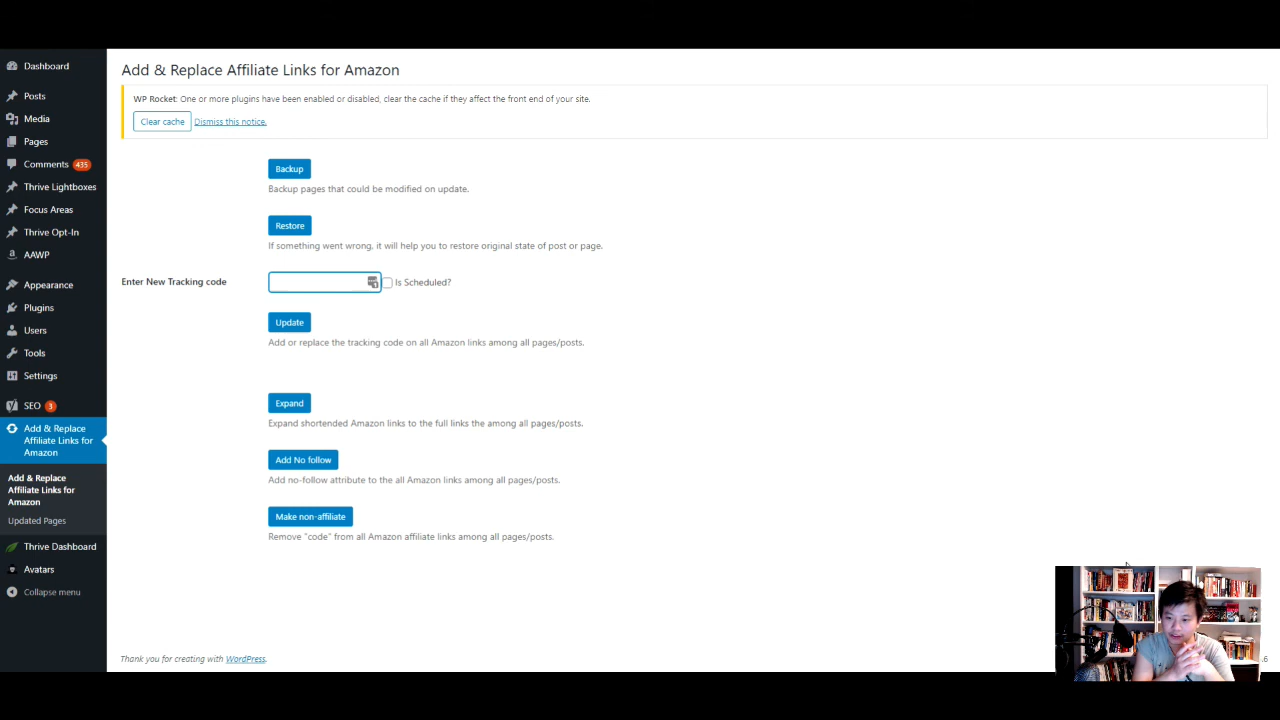 Dashboard
Posts
Media
Pages
Comments 435
Thrive Lightboxes
Focus Areas
Thrive Opt-In
AAWP
Appearance
Plugins
Users
Tools
Settings
SEO 3
Add & Replace
Affiliate Links for
Amazon
Add & Replace
Affiliate Links for
Amazon
Updated Pages
Thrive Dashboard
Avatars
Collapse menu
Add & Replace Affiliate Links for Amazon
WP Rocket: One or more plugins have been enabled or disabled, clear the cache if they affect the front end of your site.
Clear cache Dismiss this notice.
Backup
Backup pages that could be modified on update.
Restore
If something went wrong, it will help you to restore original state of post or page.
Enter New Tracking code Is Scheduled?
Update
Add or replace the tracking code on all Amazon links among all pages/posts.
Expand
Expand shortended Amazon links to the full links the among all pages/posts.
Add No follow
Add no-follow attribute to the all Amazon links among all pages/posts.
Make non-affiliate
Remove "code" from all Amazon affiliate links among all pages/posts.
Thank you for creating with WordPress.
.6